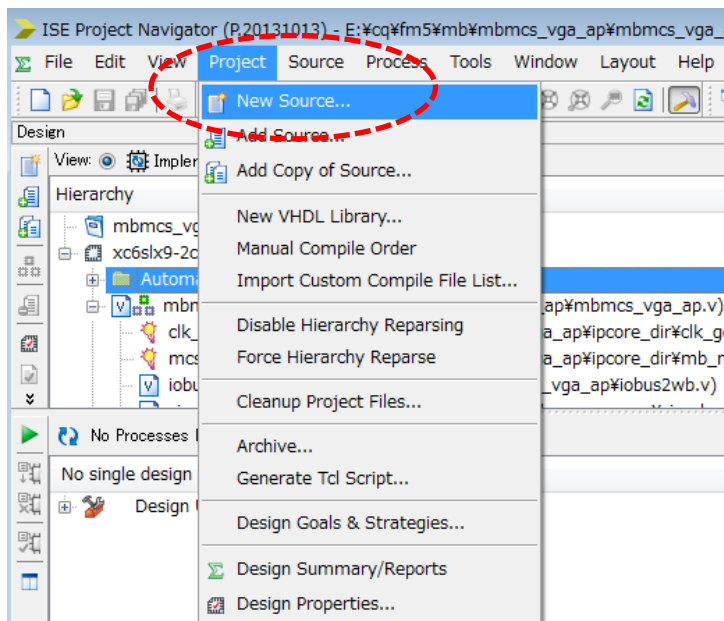 ISE Project Navigator (P.20131013) - E:¥cq¥fm5¥mb¥mbmcs_vga_ap¥mbmcs_vga_
File Edit View Project Source Process Tools Window Layout Help
Design
View: Impler
Hierarchy
mbmcs_vg
xc6slx9-2c
Automa
mbm
clk_
mcs
iobu
ap¥mbmcs_vga_ap.v)
a_ap¥ipcore_dir¥clk_ge
a_ap¥ipcore_dir¥mb_m
_vga_ap¥iobus2wb.v)
No Processes
No single design
Design
New Source...
Add Source...
Add Copy of Source...
New VHDL Library...
Manual Compile Order
Import Custom Compile File List...
Disable Hierarchy Reparsing
Force Hierarchy Reparse
Cleanup Project Files...
Archive...
Generate Tcl Script...
Design Goals & Strategies...
Design Summary/Reports
Design Properties...